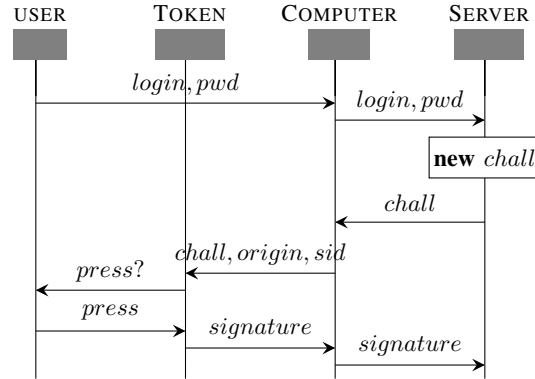 USER TOKEN COMPUTER SERVER
login, pwd
login, pwd
new chall
chall
chall, origin, sid
press?
press
signature
signature